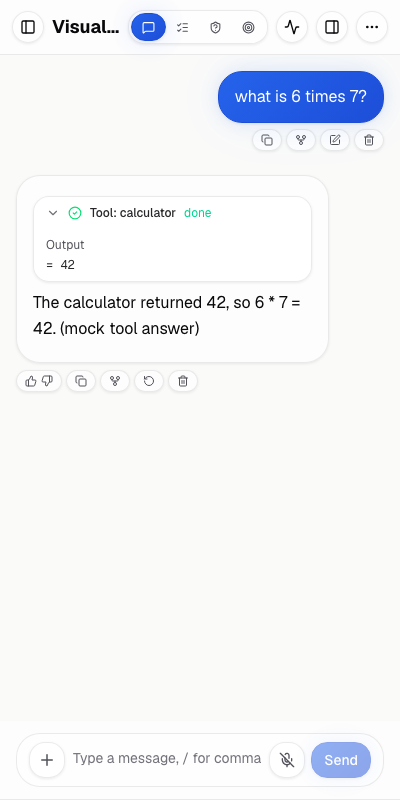 Visual...
what is 6 times 7?
Tool: calculator done
Output
= 42
The calculator returned 42, so 6 * 7 =
42. (mock tool answer)
Type a message, / for comma
Send